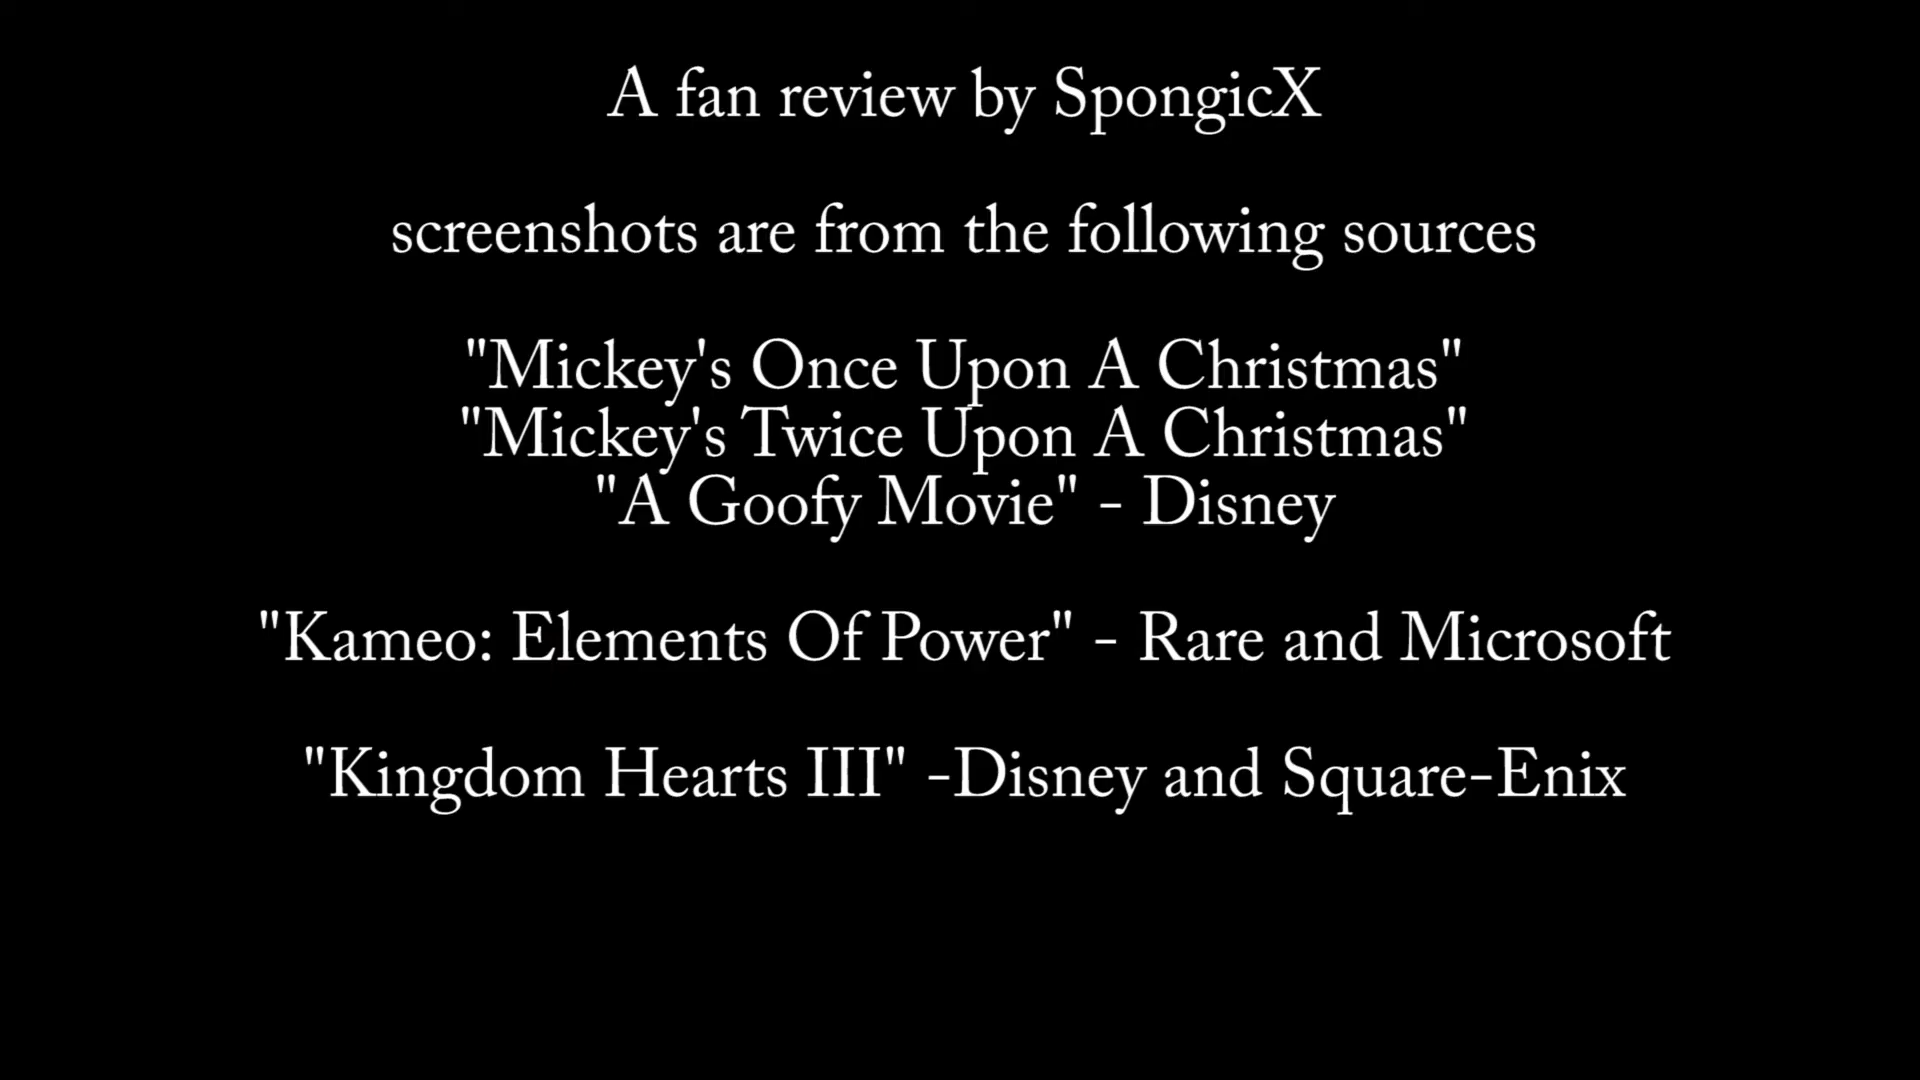 A fan review by SpongicX
screenshots are from the following sources
"Mickey's Once Upon A Christmas"
"Mickey's Twice Upon A Christmas"
"A Goofy Movie" - Disney
"Kameo: Elements Of Power" - Rare and Microsoft
"Kingdom Hearts III" -Disney and Square-Enix